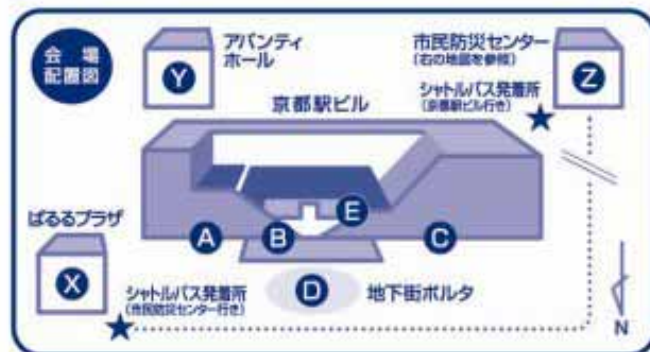 会場
配置図
アバンティ
ホール
Y
市民防災センター
(右の地図を参照)
Z
シャトルバス発着所
(京都駅ビル行き)
京都駅ビル
ぱるるプラザ
X
A
B
E
C
D
地下街ポルタ
シャトルバス発着所
(市民防災センター行き)
N